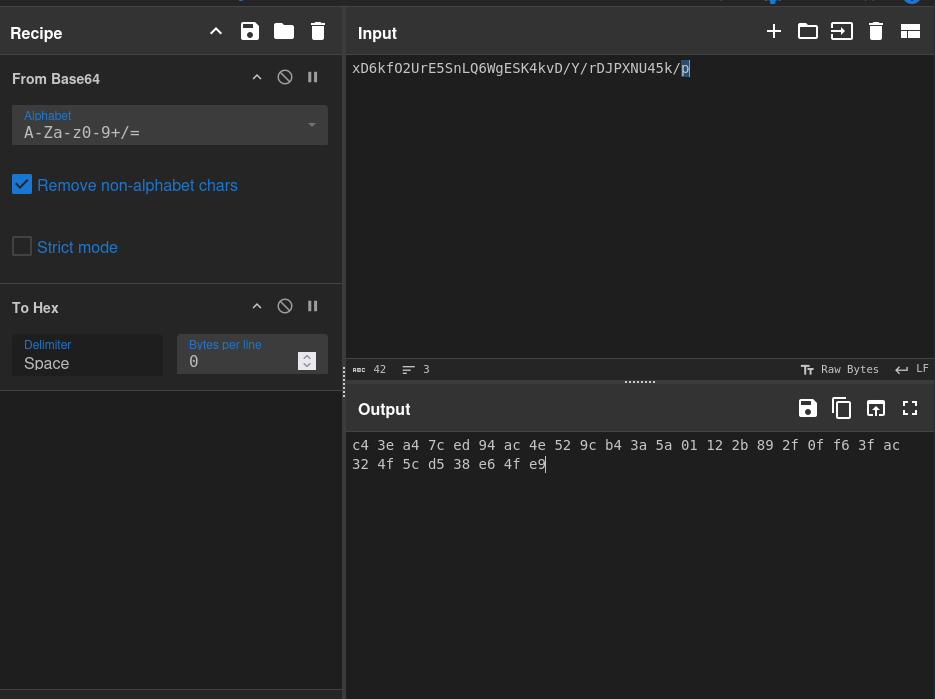 Recipe
From Base64
Alphabet
A-Za-z0-9+/=
Remove non-alphabet chars
Strict mode
To Hex
Delimiter
Space
Bytes per line
0
Input
xD6kfO2UrE5SnLQ6WgESK4kvD/Y/rDJPXNU45k/p
ABC 42 3 Tr Raw Bytes LF
Output
c4 3e a4 7c ed 94 ac 4e 52 9c b4 3a 5a 01 12 2b 89 2f 0f f6 3f ac
32 4f 5c d5 38 e6 4f e9